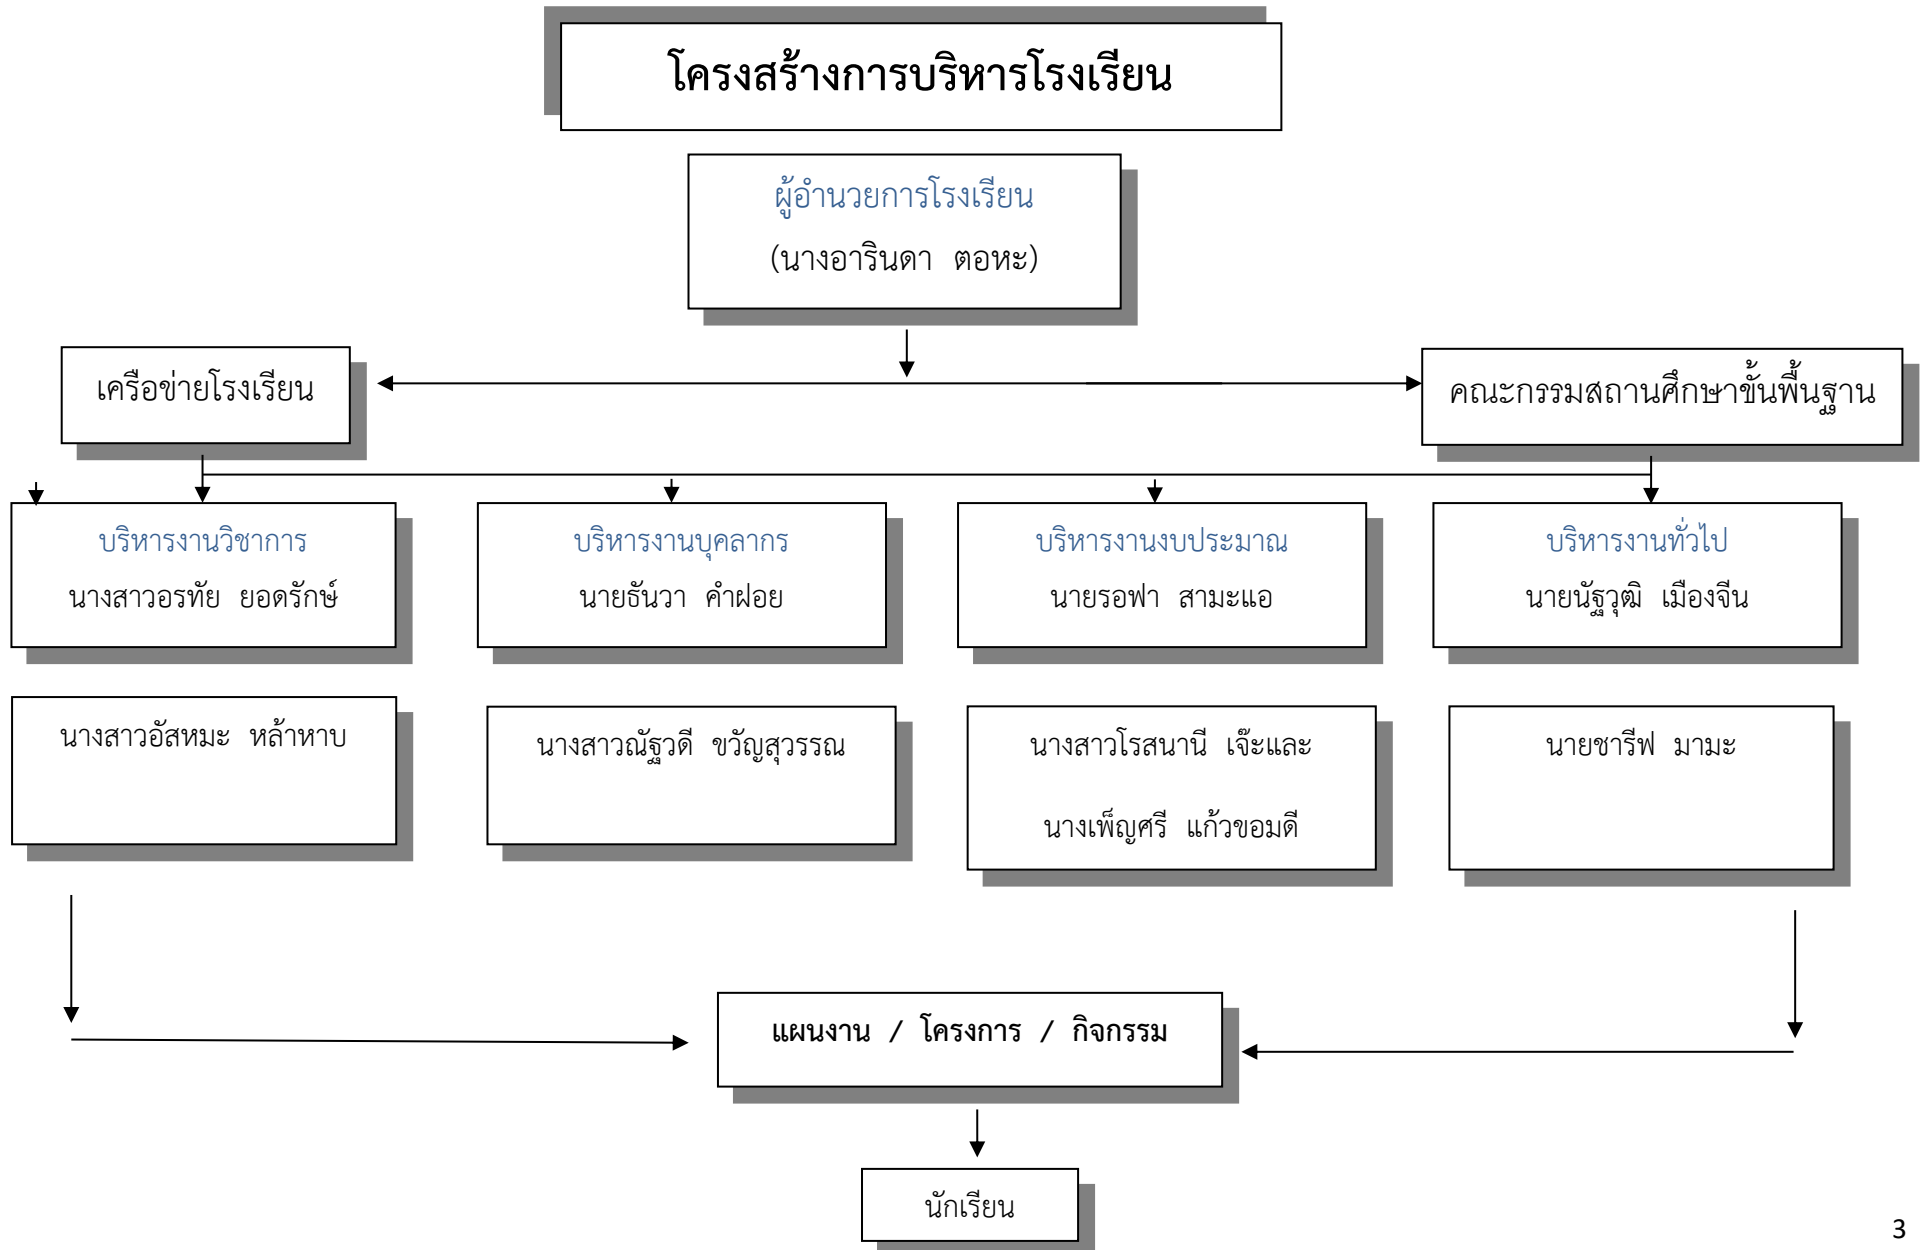 โครงสร้างการบริหารโรงเรียน
ผู้อำนวยการโรงเรียน
(นางอารินดา ตอหะ)
เครือข่ายโรงเรียน
คณะกรรมสถานศึกษาขั้นพื้นฐาน
บริหารงานวิชาการ
นางสาวอรทัย ยอดรักษ์
บริหารงานบุคลากร
นายธันวา คำฝอย
บริหารงานงบประมาณ
นายรอฟา สามะแอ
บริหารงานทั่วไป
นายนัฐวุฒิ เมืองจีน
นางสาวอัสหมะ หล้าหาบ
นางสาวณัฐวดี ขวัญสุวรรณ
นางสาวโรสนานี เจ๊ะและ
นางเพ็ญศรี แก้วขอมดี
นายชารีฟ มามะ
แผนงาน / โครงการ / กิจกรรม
นักเรียน
3